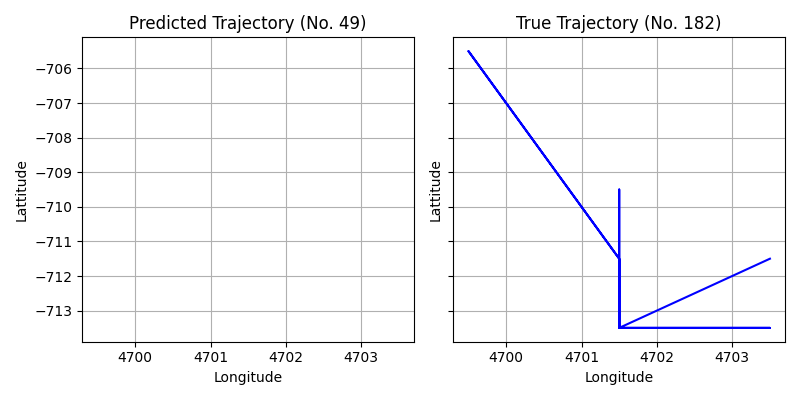 Predicted Trajectory (No. 49)
True Trajectory (No. 182)
Lattitude
−706
−707
−708
−709
−710
−711
−712
−713
4700
4701
4702
4703
Longitude
Lattitude
4700
4701
4702
4703
Longitude